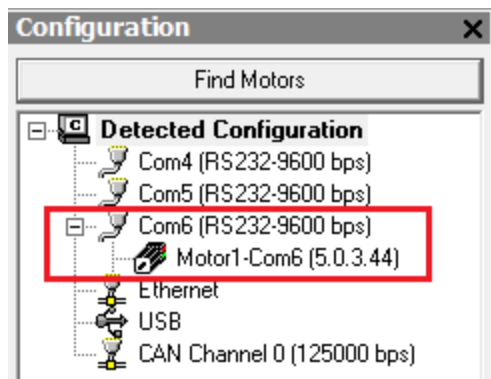 Configuration
Find Motors
Detected Configuration
Com4 (RS232-9600 bps)
Com5 (RS232-9600 bps)
Com6 (RS232-9600 bps)
Motor1-Com6 (5.0.3.44)
Ethernet
USB
CAN Channel 0 (125000 bps)